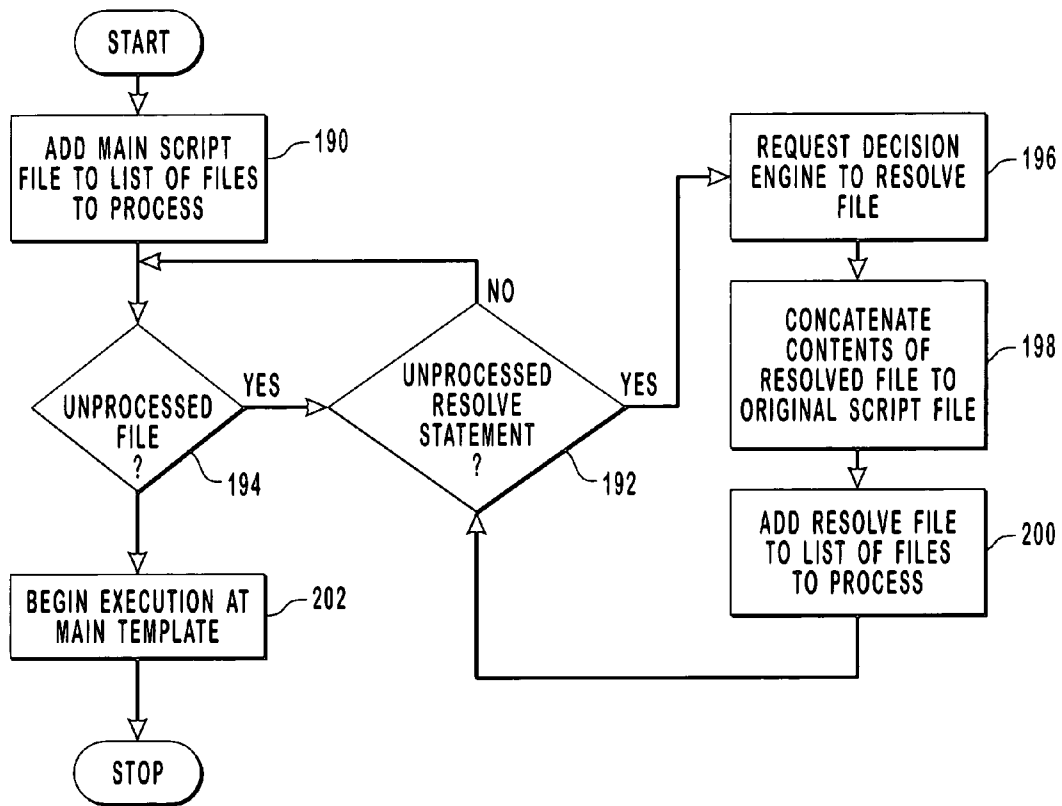 START
ADD MAIN SCRIPT
FILE TO LIST OF FILES
TO PROCESS
190
UNPROCESSED
FILE
?
YES
194
BEGIN EXECUTION AT
MAIN TEMPLATE
202
STOP
NO
UNPROCESSED
RESOLVE
STATEMENT
?
YES
192
REQUEST DECISION
ENGINE TO RESOLVE
FILE
196
CONCATENATE
CONTENTS OF
RESOLVED FILE TO
ORIGINAL SCRIPT FILE
198
ADD RESOLVE FILE
TO LIST OF FILES
TO PROCESS
200